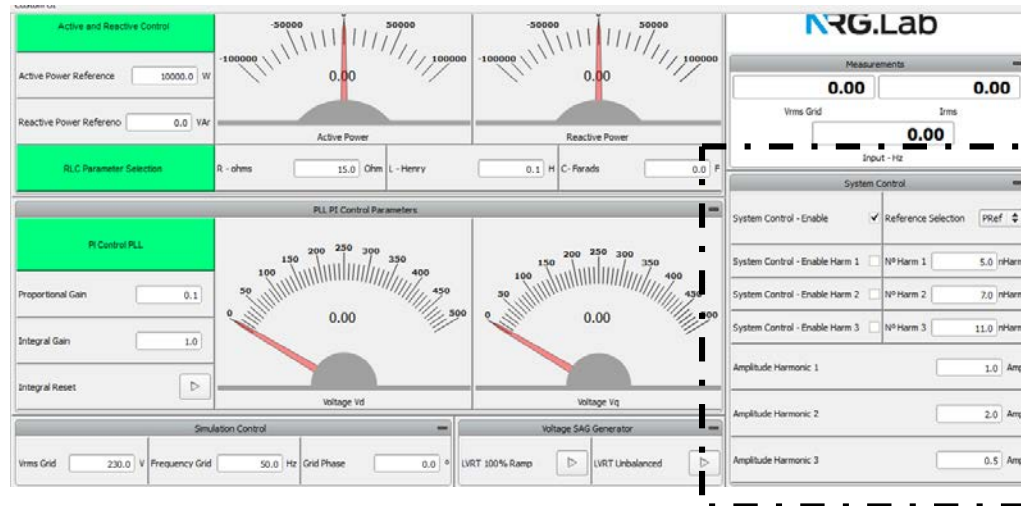 Custom UI
Active and Reactive Control
Active Power Reference 10000.0 W
Reactive Power Referenc 0.0 VAr
-100000 -50000 0 50000 100000
0.00
Active Power
-100000 -50000 0 50000 100000
0.00
Reactive Power
RLC Parameter Selection
R - ohms 15.0 Ohm
L - Henry 0.1 H
C- Farads 0.0 F
PLL PI Control Parameters
PI Control PLL
Proportional Gain 0.1
Integral Gain 1.0
Integral Reset
0 50 100 150 200 250 300 350 400 450 500
0.00
Voltage Vd
0 50 100 150 200 250 300 350 400 450 500
0.00
Voltage Vq
Simulation Control
Vrms Grid 230.0 V
Frequency Grid 50.0 Hz
Grid Phase 0.0 º
Voltage SAG Generator
LVRT 100% Ramp
LVRT Unbalanced
NRG.Lab
Measurements
0.00 0.00
Vrms Grid Irms
0.00
Input - Hz
System Control
System Control - Enable Reference Selection PRef
System Control - Enable Harm 1 Nº Harm 1 5.0 nHarm
System Control - Enable Harm 2 Nº Harm 2 7.0 nHarm
System Control - Enable Harm 3 Nº Harm 3 11.0 nHarm
Amplitude Harmonic 1 1.0 Amp
Amplitude Harmonic 2 2.0 Amp
Amplitude Harmonic 3 0.5 Amp